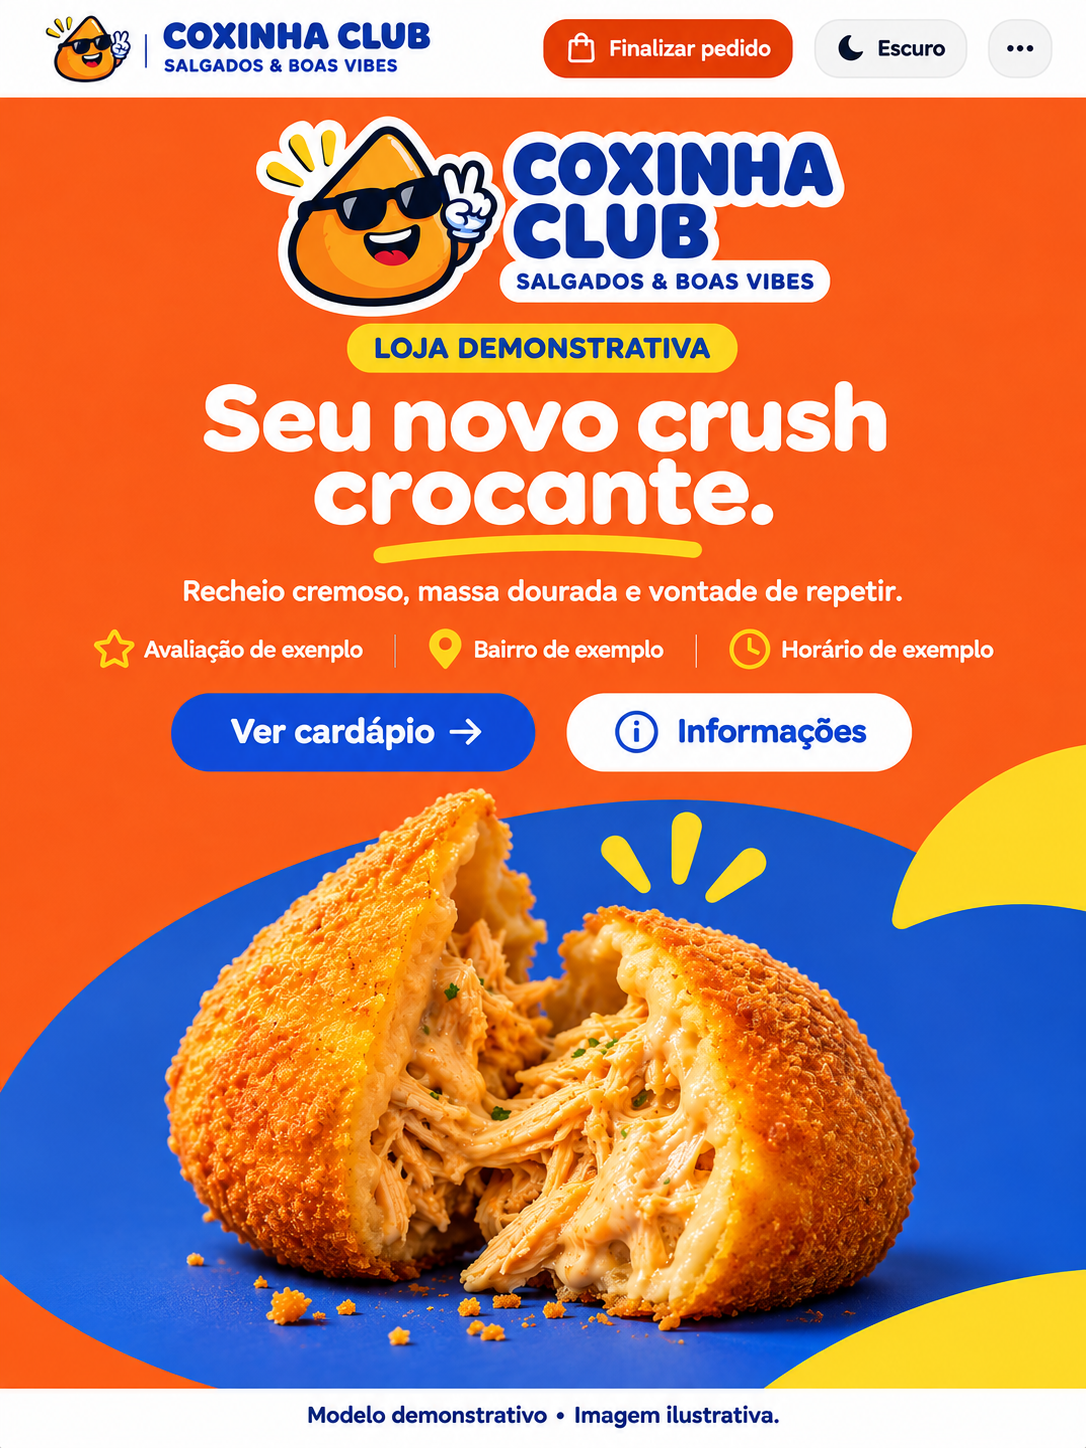 COXINHA CLUB
SALGADOS & BOAS VIBES
Finalizar pedido
Escuro
COXINHA
CLUB
SALGADOS & BOAS VIBES
LOJA DEMONSTRATIVA
Seu novo crush
crocante.
Recheio cremoso, massa dourada e vontade de repetir.
Avaliação de exenplo
Bairro de exemplo
Horário de exemplo
Ver cardápio →
Informações
Modelo demonstrativo • Imagem ilustrativa.